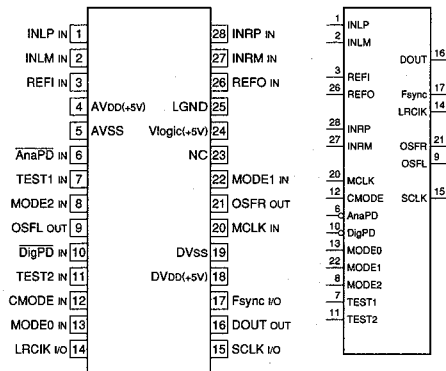 INLP IN 1 28 INRP IN
INLM IN 2 27 INRM IN
REFI IN 3 26 REFO IN
4 AVDD(+5V) LGND 25
5 AVSS Vlogic(+5V) 24
AnaPD IN 6 NC 23
TEST1 IN 7 22 MODE1 IN
MODE2 IN 8 21 OSFR OUT
OSFL OUT 9 20 MCLK IN
DigPD IN 10 DVSS 19
TEST2 IN 11 DVDD(+5V) 18
CMODE IN 12 17 Fsync I/O
MODE0 IN 13 16 DOUT OUT
LRCIK I/O 14 15 SCLK I/O
1 INLP
2 INLM
DOUT 16
3 REFI
26 REFO Fsync 17
LRCIK 14
28 INRP
27 INRM OSFR 21
OSFL 9
20 MCLK
12 CMODE SCLK 15
6 AnaPD
10 DigPD
13 MODE0
22 MODE1
8 MODE2
7 TEST1
11 TEST2